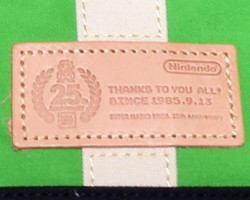 Nintendo
25
THANKS TO YOU ALL!
SINCE 1985.9.13
SUPER MARIO BROS. 25th Anniversary